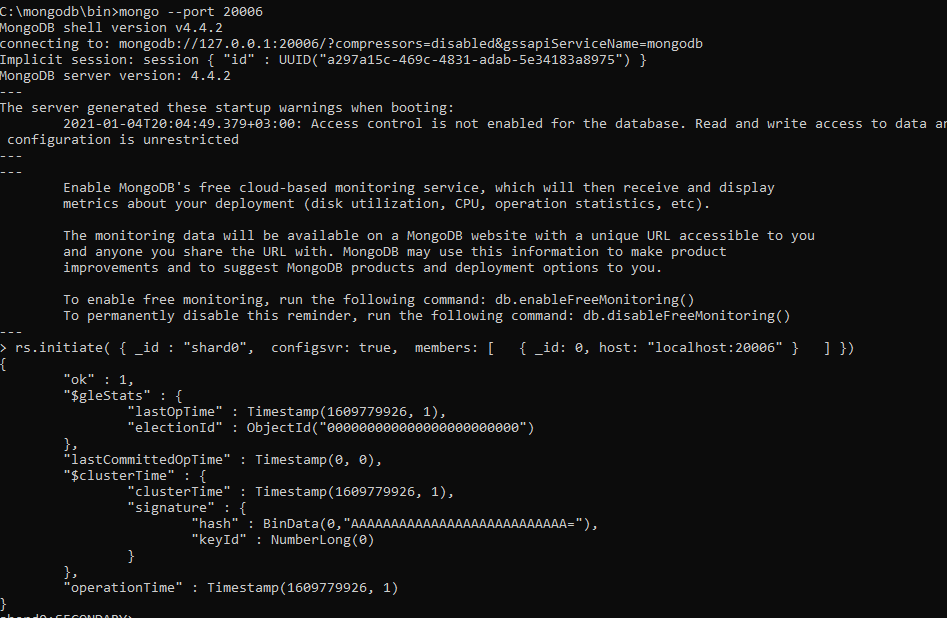 C:\mongodb\bin>mongo --port 20006
MongoDB shell version v4.4.2
connecting to: mongodb://127.0.0.1:20006/?compressors=disabled&gssapiServiceName=mongodb
Implicit session: session { "id" : UUID("a297a15c-469c-4831-adab-5e34183a8975") }
MongoDB server version: 4.4.2
---
The server generated these startup warnings when booting:
        2021-01-04T20:04:49.379+03:00: Access control is not enabled for the database. Read and write access to data an
 configuration is unrestricted
---
---
        Enable MongoDB's free cloud-based monitoring service, which will then receive and display
        metrics about your deployment (disk utilization, CPU, operation statistics, etc).

        The monitoring data will be available on a MongoDB website with a unique URL accessible to you
        and anyone you share the URL with. MongoDB may use this information to make product
        improvements and to suggest MongoDB products and deployment options to you.

        To enable free monitoring, run the following command: db.enableFreeMonitoring()
        To permanently disable this reminder, run the following command: db.disableFreeMonitoring()
---
> rs.initiate( { _id : "shard0",  configsvr: true,  members: [   { _id: 0, host: "localhost:20006" }   ] })
{
        "ok" : 1,
        "$gleStats" : {
                "lastOpTime" : Timestamp(1609779926, 1),
                "electionId" : ObjectId("000000000000000000000000")
        },
        "lastCommittedOpTime" : Timestamp(0, 0),
        "$clusterTime" : {
                "clusterTime" : Timestamp(1609779926, 1),
                "signature" : {
                        "hash" : BinData(0,"AAAAAAAAAAAAAAAAAAAAAAAAAAA="),
                        "keyId" : NumberLong(0)
                }
        },
        "operationTime" : Timestamp(1609779926, 1)
}
shard0:SECONDARY>